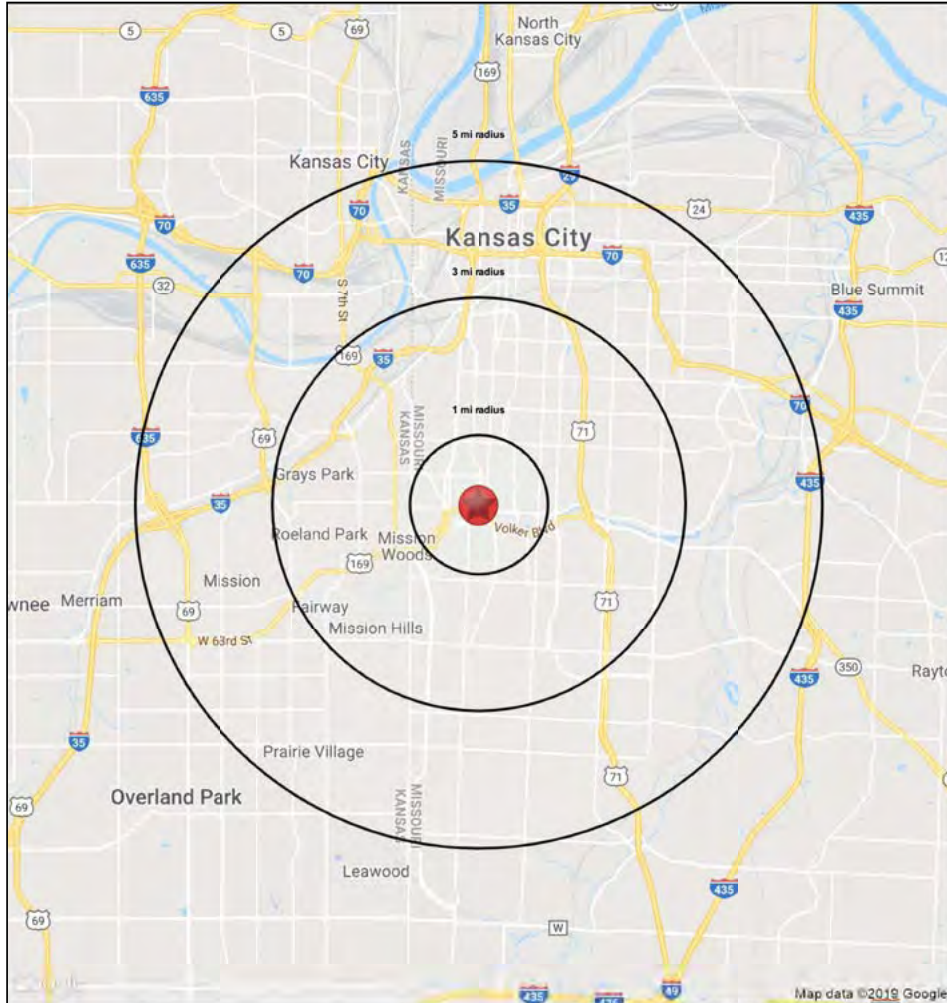 North
Kansas City
5
5
69
169
635
5 mi radius
Kansas City
KANSAS
MISSOURI
29
70
35
24
435
70
Kansas City
635
70
70
3 mi radius
32
S 7th St
Blue Summit
435
169
35
1 mi radius
70
635
69
MISSOURI
KANSAS
71
Grays Park
435
35
Volker Blvd
Roeland Park
Mission
Woods
169
Mission
wnee
Merriam
69
Fairway
71
W 63rd St
Mission Hills
350
Rayto
435
35
Prairie Village
71
Overland Park
69
MISSOURI
KANSAS
Leawood
435
69
W
435
435
49
Map data ©2019 Google